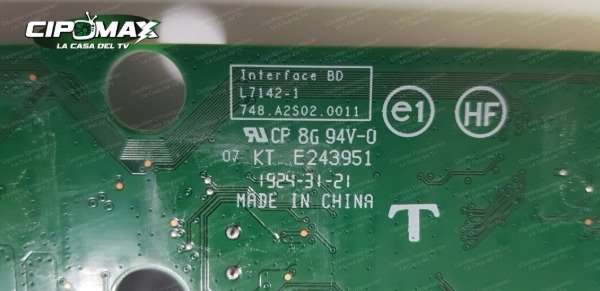 CIPOMAX
LA CASA DEL TV
Interface BD
L7142-1
748.A2S02.0011
e1
HF
CP 8G 94V-0
07 KT E243951
1924-31-21
MADE IN CHINA
T